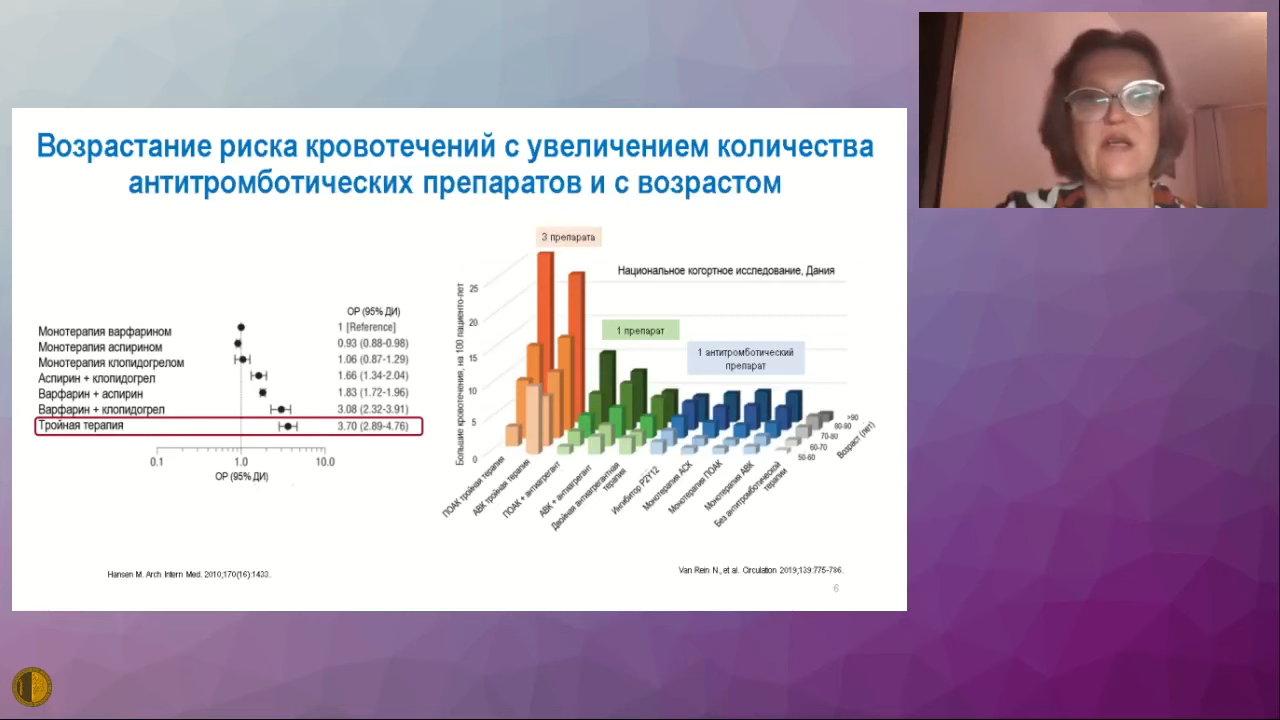 Возрастание риска кровотечений с увеличением количества
антитромботических препаратов и с возрастом
ОР (95% ДИ)
Монотерапия варфарином 1 [Reference]
Монотерапия аспирином 0.93 (0.88-0.98)
Монотерапия клопидогрелом 1.06 (0.87-1.29)
Аспирин + клопидогрел 1.66 (1.34-2.04)
Варфарин + аспирин 1.83 (1.72-1.96)
Варфарин + клопидогрел 3.08 (2.32-3.91)
Тройная терапия 3.70 (2.89-4.76)
0.1 1.0 10.0
ОР (95% ДИ)
Hansen M. Arch Intern Med. 2010;170(16):1433.
3 препарата
Национальное когортное исследование, Дания
1 препарат
1 антитромботический
препарат
Большие кровотечения, на 100 пациенто-лет
25
20
15
10
5
0
>90
80-90
70-80
60-70
50-60
Возраст (лет)
ПОАК тройная терапия
АВК тройная терапия
ПОАК + антиагрегант
АВК + антиагрегант
Двойная антиагрегантная
терапия
Ингибитор P2Y12
Монотерапия АСК
Монотерапия ПОАК
Монотерапия АВК
Без антитромботической
терапии
Van Rein N., et al. Circulation 2019;139:775-786.
6